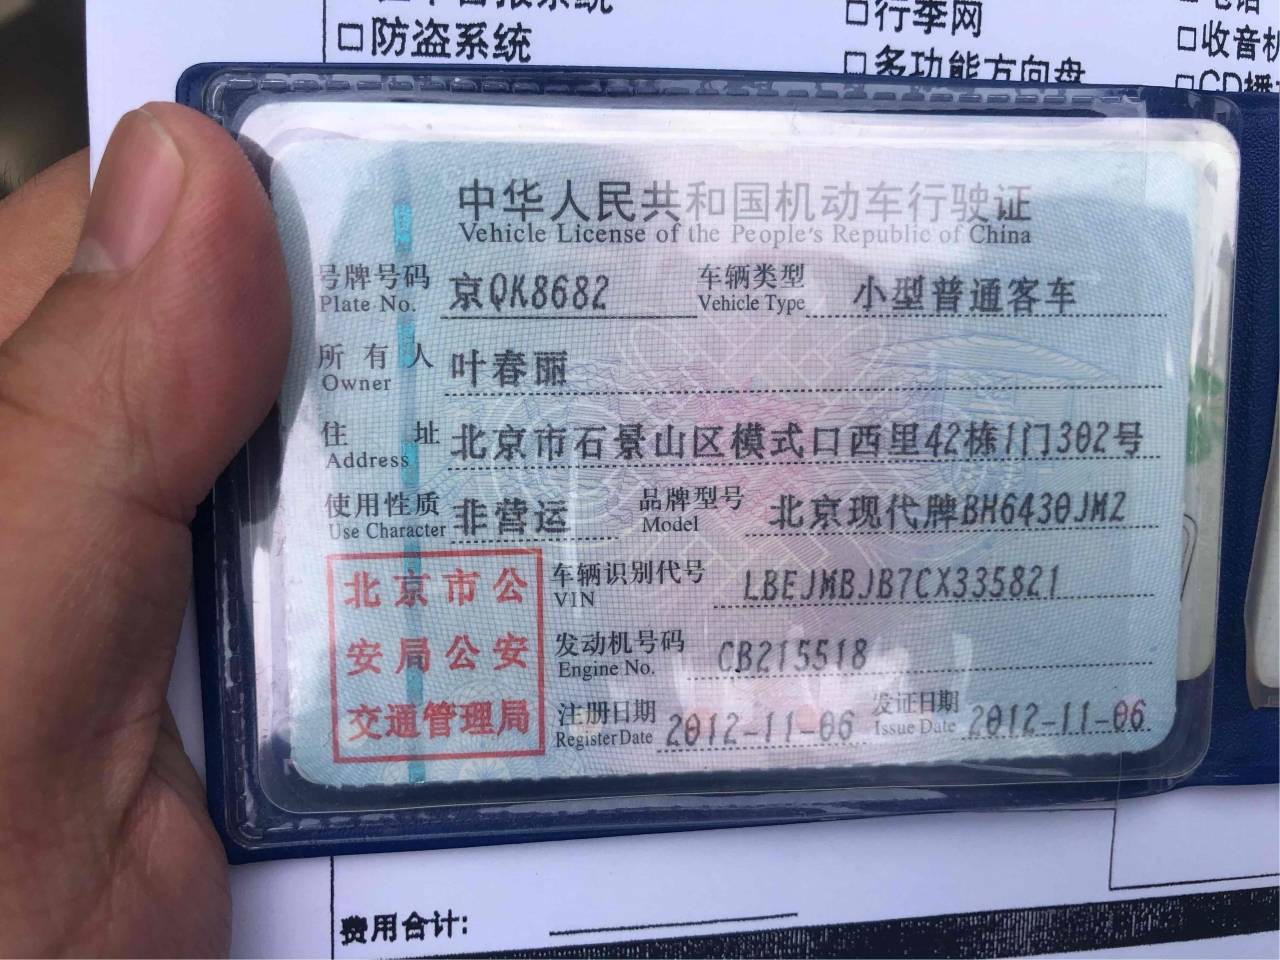 防盗系统
行李网
多功能方向盘
收音机
中华人民共和国机动车行驶证
Vehicle License of the People's Republic of China
号牌号码 京QK8682 车辆类型 小型普通客车
Plate No. Vehicle Type
所有人 叶春丽
Owner
住址 北京市石景山区模式口西里42栋1门302号
Address
使用性质 非营运 品牌型号 北京现代牌BH6430JM2
Use Character Model
北京市公
安局公安
交通管理局
车辆识别代号 LBEJMBJB7CX335821
VIN
发动机号码 CB215518
Engine No.
注册日期 2012-11-06 发证日期 2012-11-06
Register Date Issue Date
费用合计: